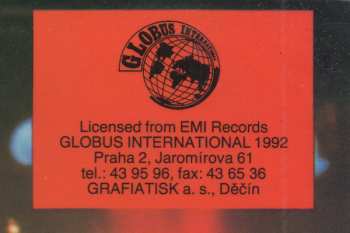 GLOBUS INTERNATIONAL
Licensed from EMI Records
GLOBUS INTERNATIONAL 1992
Praha 2, Jaromírova 61
tel.: 43 95 96, fax: 43 65 36
GRAFIATISK a. s., Děčín